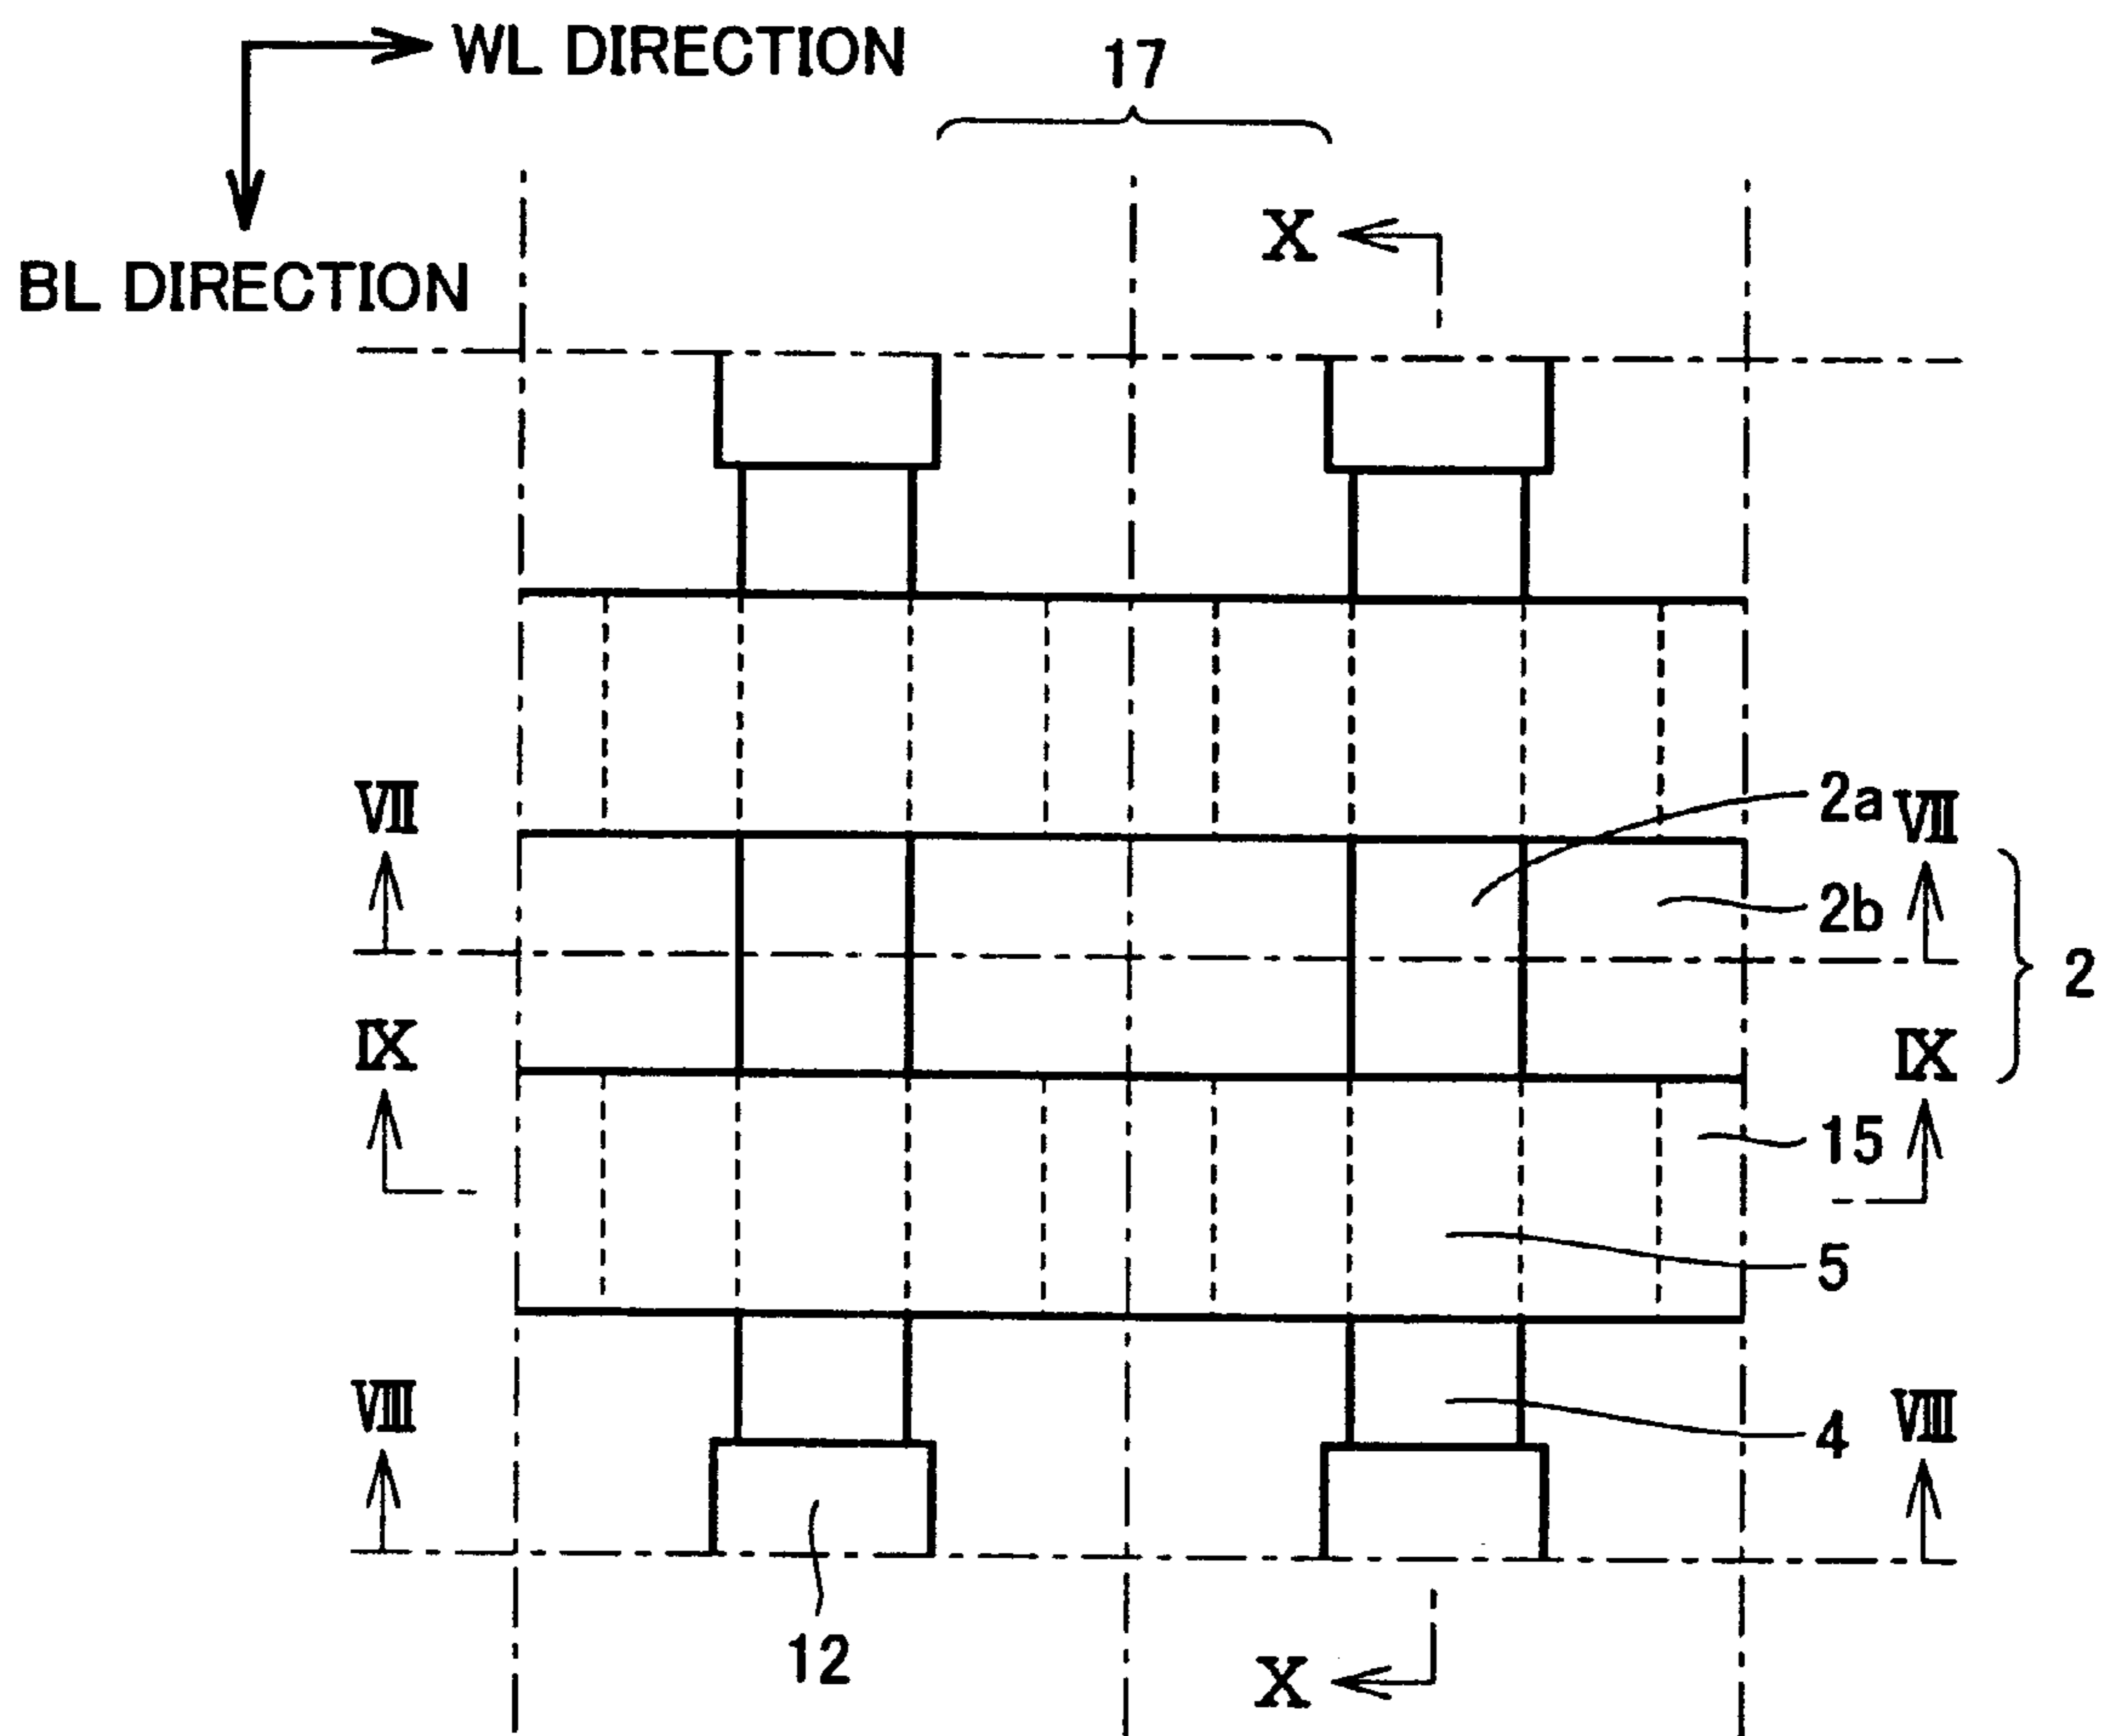 WL DIRECTION
17
X
BL DIRECTION
2a
VII
VII
2b
2
IX
IX
15
5
VIII
4
VIII
12
X